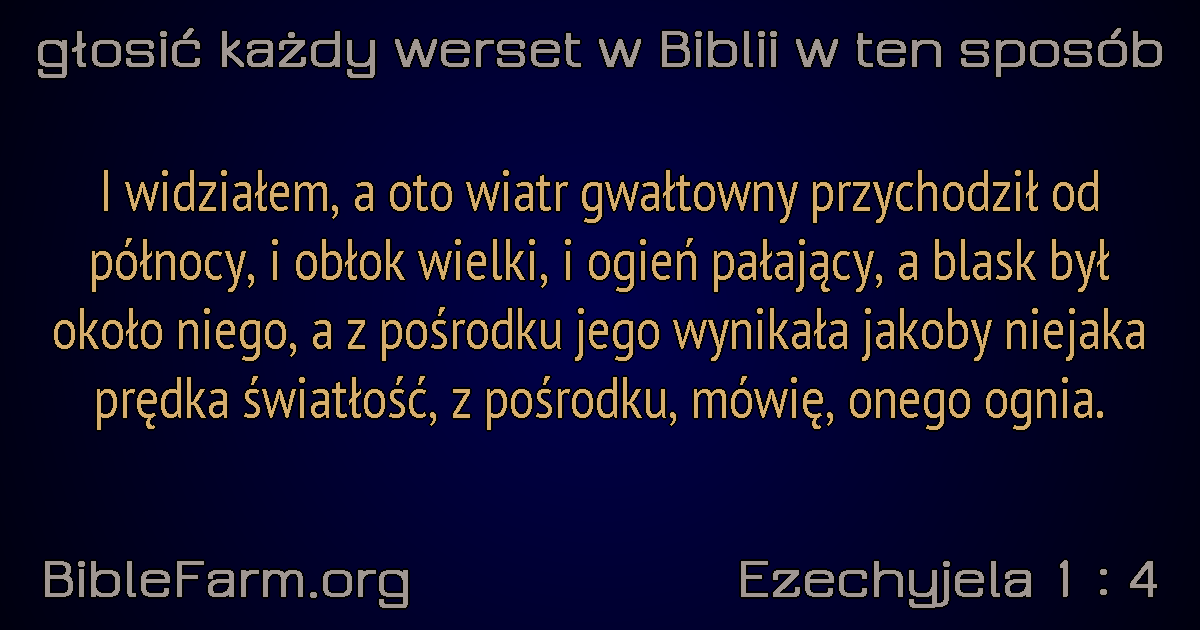 głosić każdy werset w Biblii w ten sposób
I widziałem, a oto wiatr gwałtowny przychodził od
północy, i obłok wielki, i ogień pałający, a blask był
około niego, a z pośrodku jego wynikała jakoby niejaka
prędka światłość, z pośrodku, mówię, onego ognia.
BibleFarm.org
Ezechyjela 1 : 4